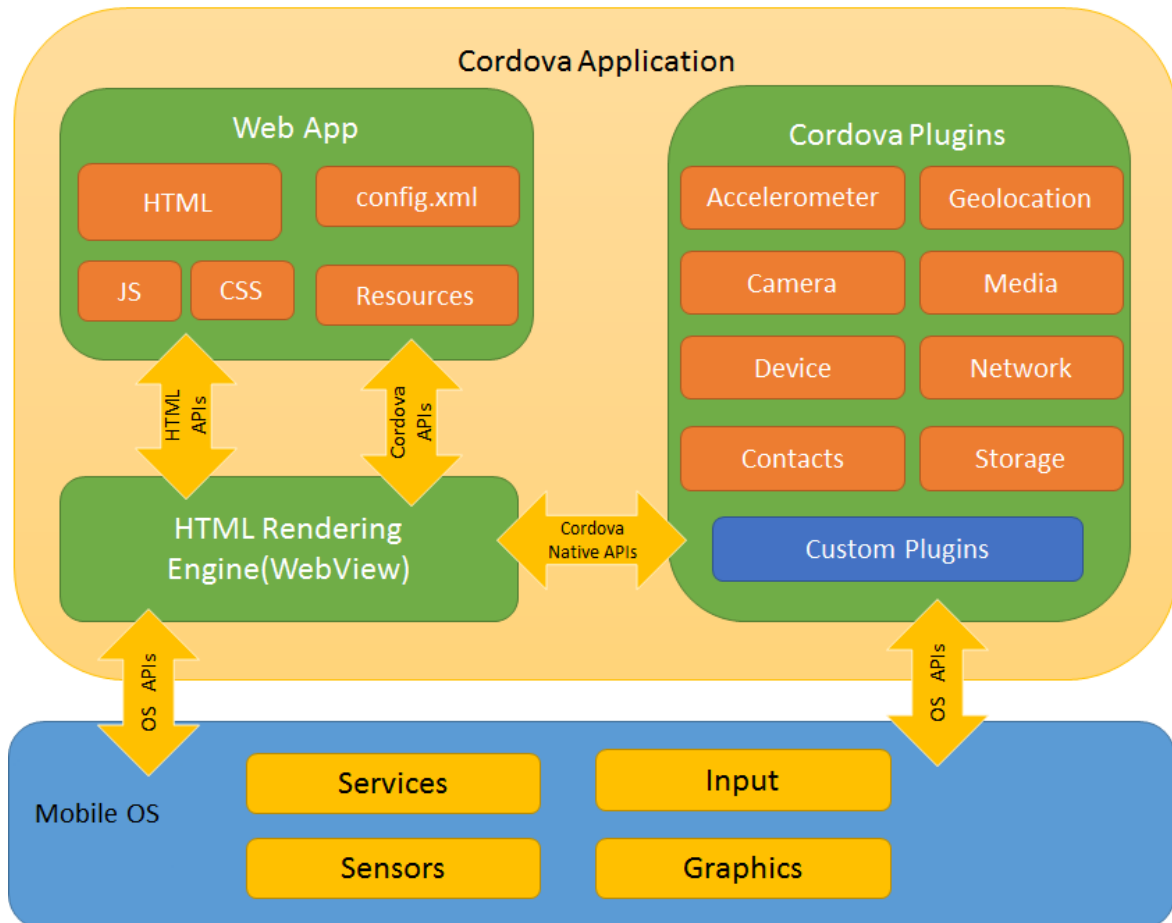 Cordova Application
Web App
HTML
config.xml
JS
CSS
Resources
HTML
APIs
Cordova
APIs
HTML Rendering
Engine(WebView)
Cordova
Native APIs
Cordova Plugins
Accelerometer
Geolocation
Camera
Media
Device
Network
Contacts
Storage
Custom Plugins
OS APIs
OS APIs
Mobile OS
Services
Input
Sensors
Graphics